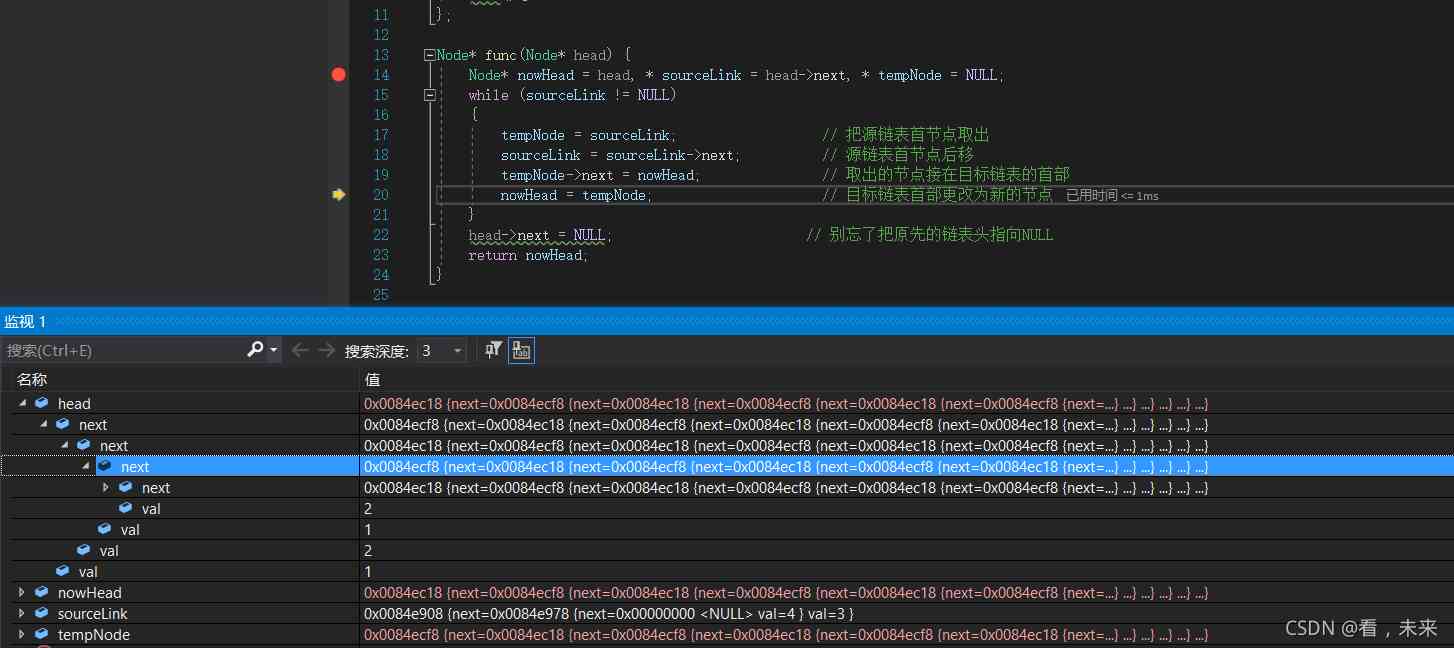 11 };
12
13 Node* func(Node* head) {
14 Node* nowHead = head, * sourceLink = head->next, * tempNode = NULL;
15 while (sourceLink != NULL)
16 {
17 tempNode = sourceLink; // 把源链表首节点取出
18 sourceLink = sourceLink->next; // 源链表首节点后移
19 tempNode->next = nowHead; // 取出的节点接在目标链表的首部
20 nowHead = tempNode; // 目标链表首部更改为新的节点 已用时间 <= 1ms
21 }
22 head->next = NULL; // 别忘了把原先的链表头指向NULL
23 return nowHead;
24 }
25
监视 1
搜索(Ctrl+E) 搜索深度: 3
名称 值
head 0x0084ec18 {next=0x0084ecf8 {next=0x0084ec18 {next=0x0084ecf8 {next=0x0084ec18 {next=0x0084ecf8 {next=...} ...} ...} ...} ...} ...}
next 0x0084ecf8 {next=0x0084ec18 {next=0x0084ecf8 {next=0x0084ec18 {next=0x0084ecf8 {next=0x0084ec18 {next=...} ...} ...} ...} ...} ...}
next 0x0084ec18 {next=0x0084ecf8 {next=0x0084ec18 {next=0x0084ecf8 {next=0x0084ec18 {next=0x0084ecf8 {next=...} ...} ...} ...} ...} ...}
next 0x0084ecf8 {next=0x0084ec18 {next=0x0084ecf8 {next=0x0084ec18 {next=0x0084ecf8 {next=0x0084ec18 {next=...} ...} ...} ...} ...} ...}
next 0x0084ec18 {next=0x0084ecf8 {next=0x0084ec18 {next=0x0084ecf8 {next=0x0084ec18 {next=0x0084ecf8 {next=...} ...} ...} ...} ...} ...}
val 2
val 1
val 2
val 1
nowHead 0x0084ec18 {next=0x0084ecf8 {next=0x0084ec18 {next=0x0084ecf8 {next=0x0084ec18 {next=0x0084ecf8 {next=...} ...} ...} ...} ...} ...}
sourceLink 0x0084e908 {next=0x0084e978 {next=0x00000000 <NULL> val=4 } val=3 }
tempNode 0x0084ecf8 {next=0x0084ec18 {next=0x0084ecf8 {next=0x0084ec18 {next=0x0084ecf8 {next=0x0084ec18 {next=...} ...} ...} ...} ...} ...}
CSDN @看，未来